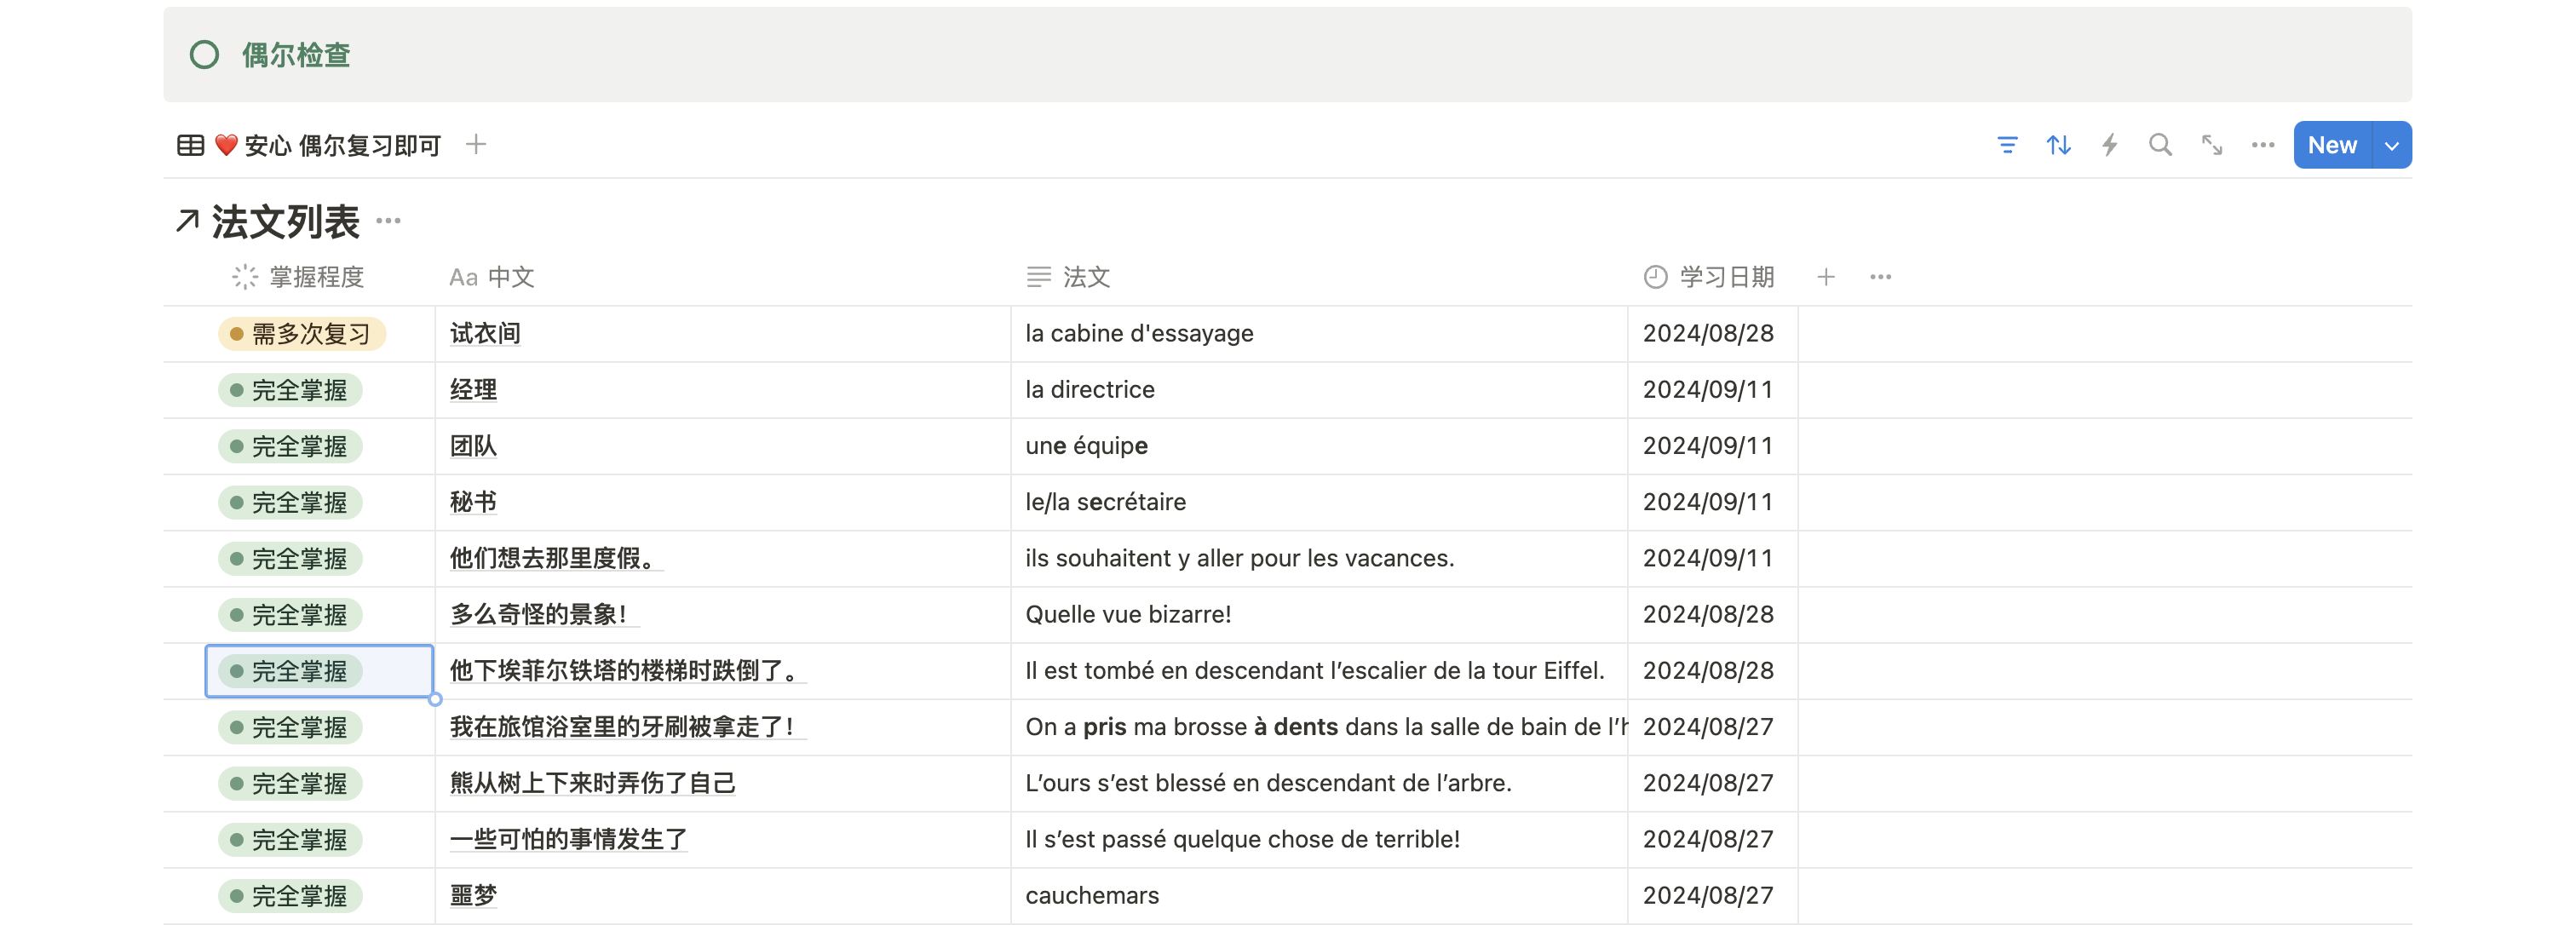 偶尔检查
❤️ 安心 偶尔复习即可
New
法文列表
掌握程度 Aa 中文 法文 学习日期
需多次复习 试衣间 la cabine d'essayage 2024/08/28
完全掌握 经理 la directrice 2024/09/11
完全掌握 团队 une équipe 2024/09/11
完全掌握 秘书 le/la secrétaire 2024/09/11
完全掌握 他们想去那里度假。 ils souhaitent y aller pour les vacances. 2024/09/11
完全掌握 多么奇怪的景象！ Quelle vue bizarre! 2024/08/28
完全掌握 他下埃菲尔铁塔的楼梯时跌倒了。 Il est tombé en descendant l’escalier de la tour Eiffel. 2024/08/28
完全掌握 我在旅馆浴室里的牙刷被拿走了！ On a pris ma brosse à dents dans la salle de bain de l’ 2024/08/27
完全掌握 熊从树上下来时弄伤了自己 L’ours s’est blessé en descendant de l’arbre. 2024/08/27
完全掌握 一些可怕的事情发生了 Il s’est passé quelque chose de terrible! 2024/08/27
完全掌握 噩梦 cauchemars 2024/08/27